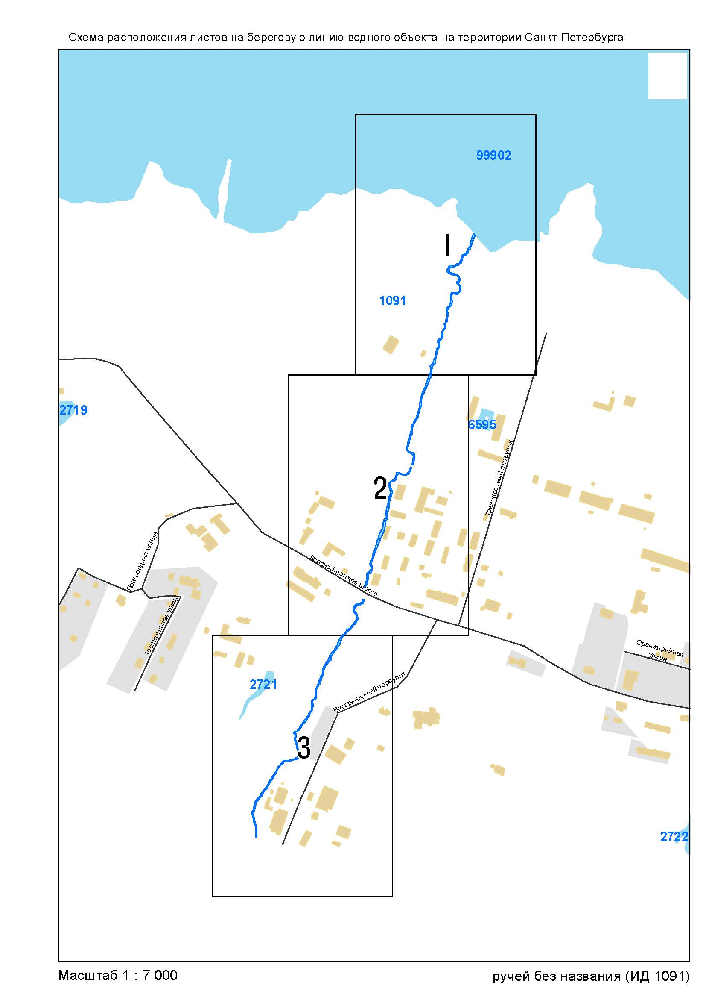 Схема расположения листов на береговую линию водного объекта на территории Санкт-Петербурга
99902
1
1091
2719
6595
Транспортный переулок
2
Пригородная улица
Краснофлотское шоссе
Госпитальная улица
Оранжерейная
улица
2721
Ветеринарный переулок
3
2722
Масштаб 1 : 7 000
ручей без названия (ИД 1091)